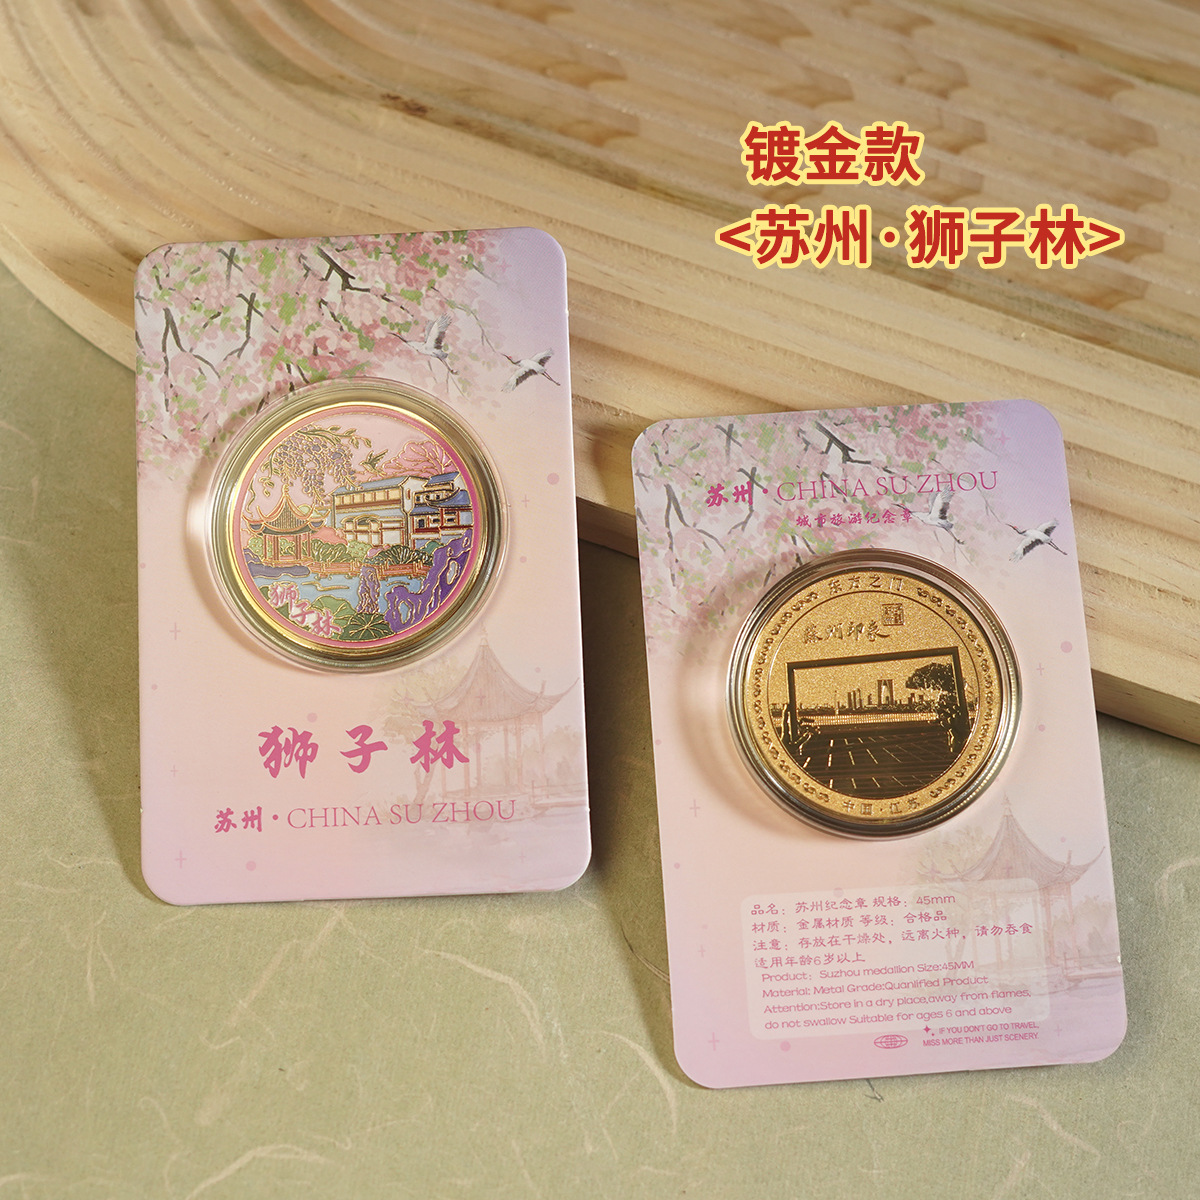 镀金款
<苏州·狮子林>
狮
子林
狮子林
苏州·CHINA SU ZHOU
苏州·CHINA SU ZHOU
城市旅游纪念章
东方之门
苏州印象
中国·江苏
品名：苏州纪念章 规格：45mm
材质：金属材质 等级：合格品
注意：存放在干燥处，远离火种，请勿吞食
适用年龄6岁以上
Product：Suzhou medallion Size:45MM
Material: Metal Grade:Quanlified Product
Attention;Store in a dry place,away from flames,
do not swallow Suitable for ages 6 and above
IF YOU DON'T GO TO TRAVEL,
MISS MORE THAN JUST SCENERY.